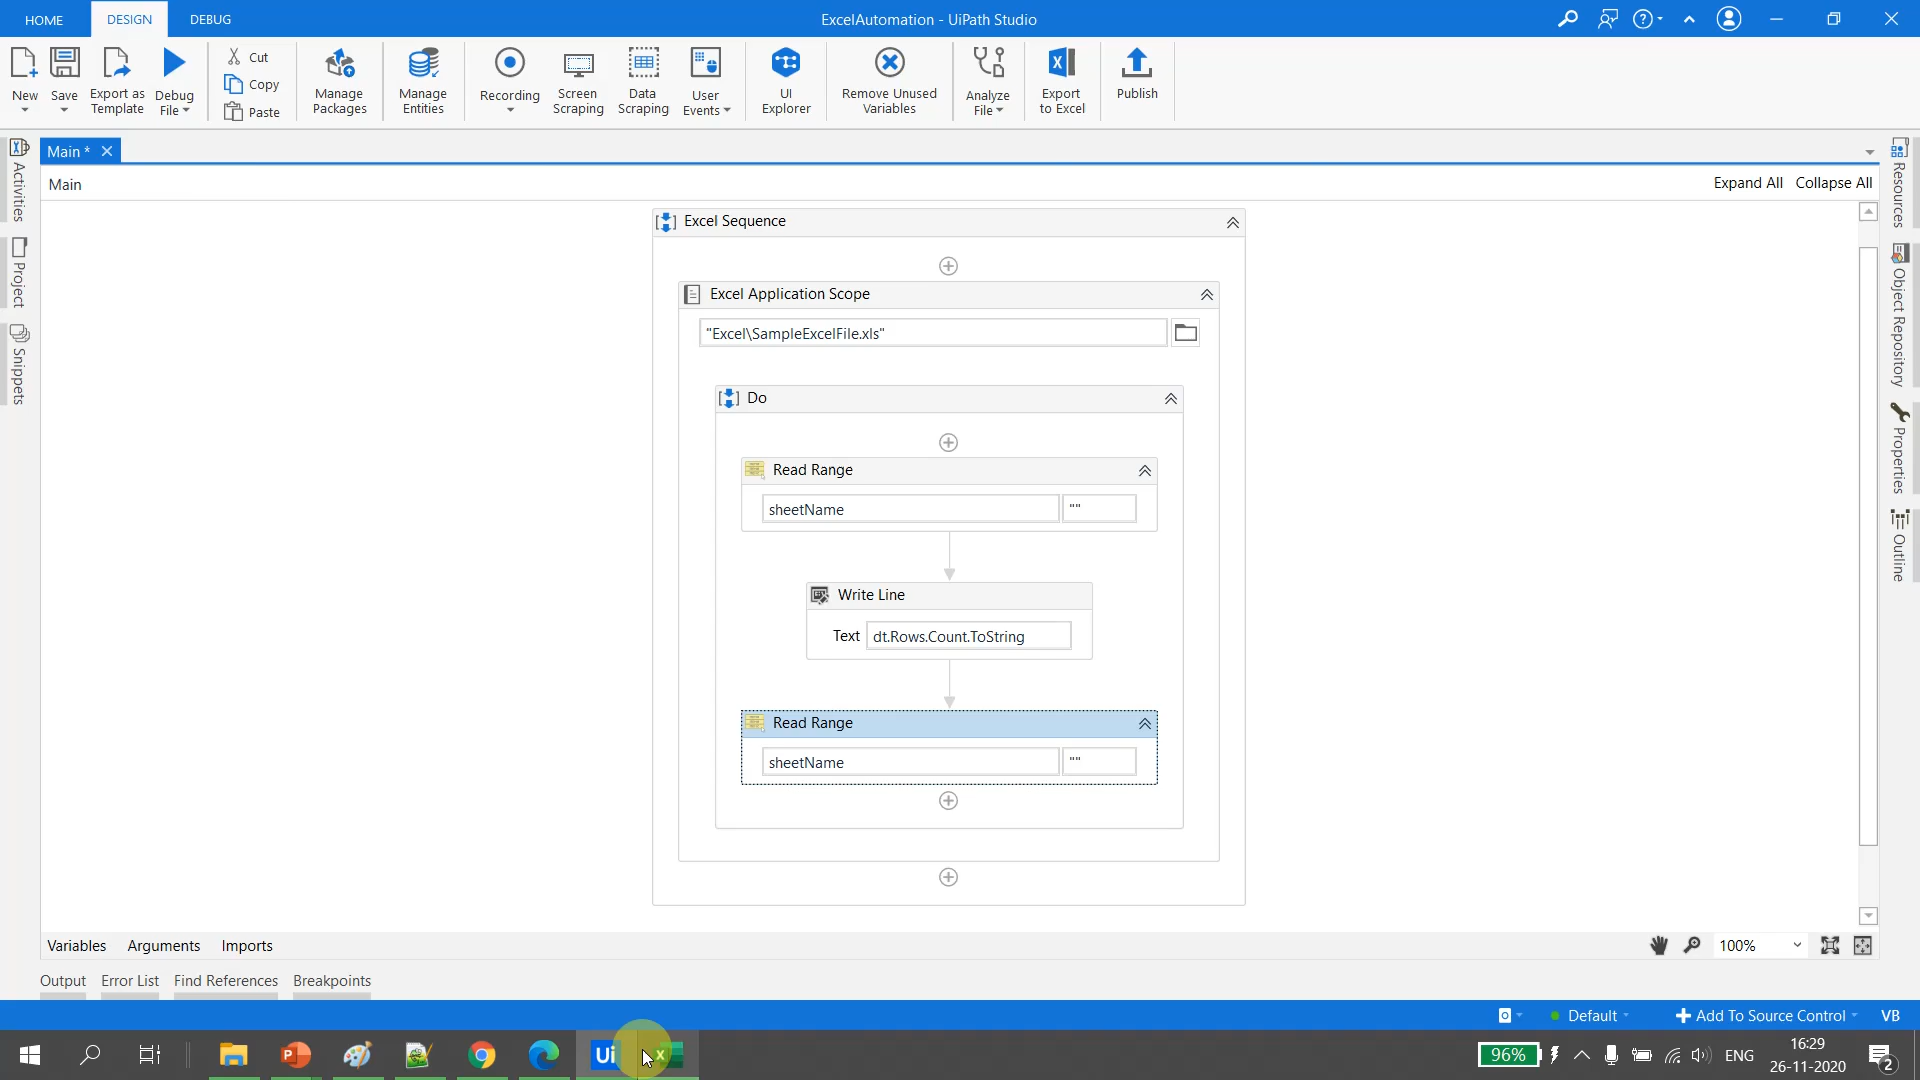 HOME
DESIGN
DEBUG
ExcelAutomation - UiPath Studio
New
Save
Export as
Template
Debug
File
Cut
Copy
Paste
Manage
Packages
Manage
Entities
Recording
Screen
Scraping
Data
Scraping
User
Events
UI
Explorer
Remove Unused
Variables
Analyze
File
Export
to Excel
Publish
Activities
Project
Snippets
Main *
Main
Expand All
Collapse All
Excel Sequence
Excel Application Scope
"Excel\SampleExcelFile.xls"
Do
Read Range
sheetName
""
Write Line
Text
dt.Rows.Count.ToString
Read Range
sheetName
""
Resources
Object Repository
Properties
Outline
Variables
Arguments
Imports
100%
Output
Error List
Find References
Breakpoints
Default
Add To Source Control
VB
Ui
96%
ENG
16:29
26-11-2020
2